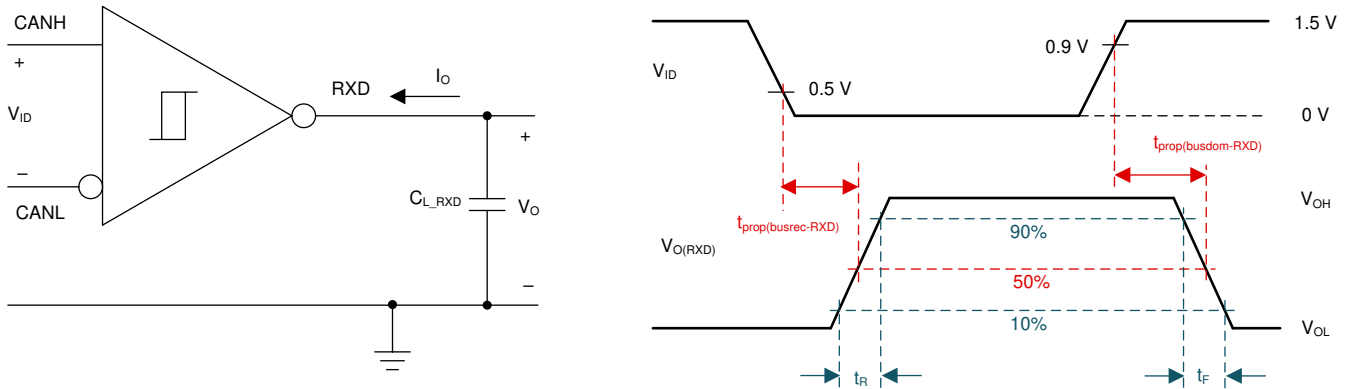 CANH
+
V_ID
–
CANL
RXD
I_O
+
C_L_RXD
V_O
–
V_ID
0.5 V
0.9 V
1.5 V
0 V
t_prop(busrec-RXD)
t_prop(busdom-RXD)
V_O(RXD)
V_OH
90%
50%
10%
V_OL
t_R
t_F